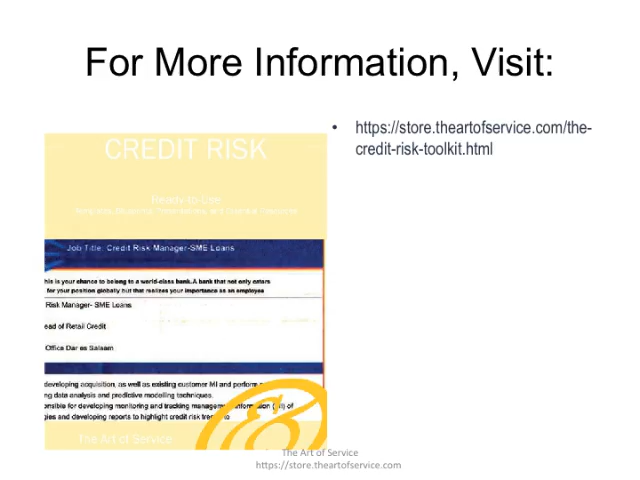 For More Information, Visit:
• https://store.theartofservice.com/the-
credit-risk-toolkit.html
CREDIT RISK
Ready-to-Use
Job Title: Credit Risk Manager-SME Loans
his is your chance to belong to a world-class bank.A bank that not only enters
for your position globally but that realizes your importance as an employee
Risk Manager- SME Loans
ead of Retail Credit
Office Dar es Salaam
developing acquisition, as well as existing customer MI and perform
ng data analysis and predictive modelling techniques.
onsible for developing monitoring and tracking management information (MI) of
gies and developing reports to highlight credit risk
The Art of Service
The Art of Service
https://store.theartofservice.com